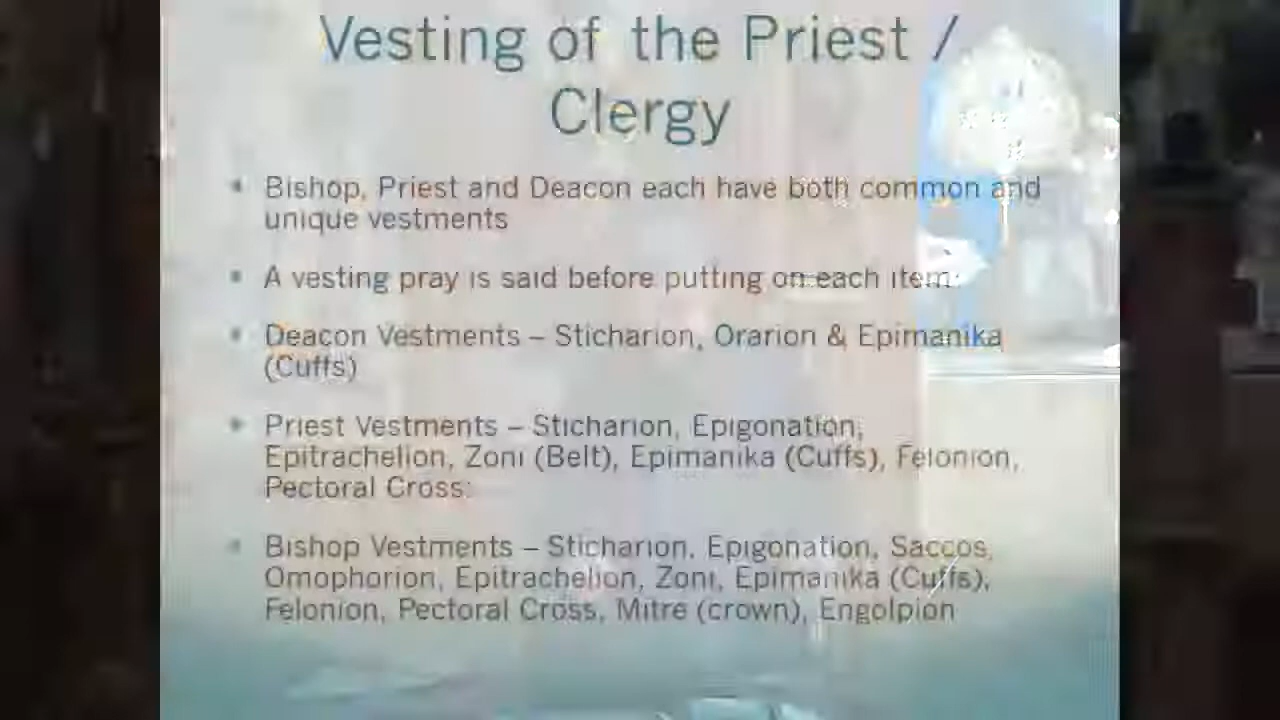 Vesting of the Priest /
Clergy
• Bishop, Priest and Deacon each have both common and
unique vestments
• A vesting pray is said before putting on each item.
• Deacon Vestments – Sticharion, Orarion & Epimanika
(Cuffs)
• Priest Vestments – Sticharion, Epigonation,
Epitrachelion, Zoni (Belt), Epimanika (Cuffs), Felonion,
Pectoral Cross.
• Bishop Vestments – Sticharion, Epigonation, Saccos,
Omophorion, Epitrachelion, Zoni, Epimanika (Cuffs),
Felonion, Pectoral Cross, Mitre (crown), Engolpion